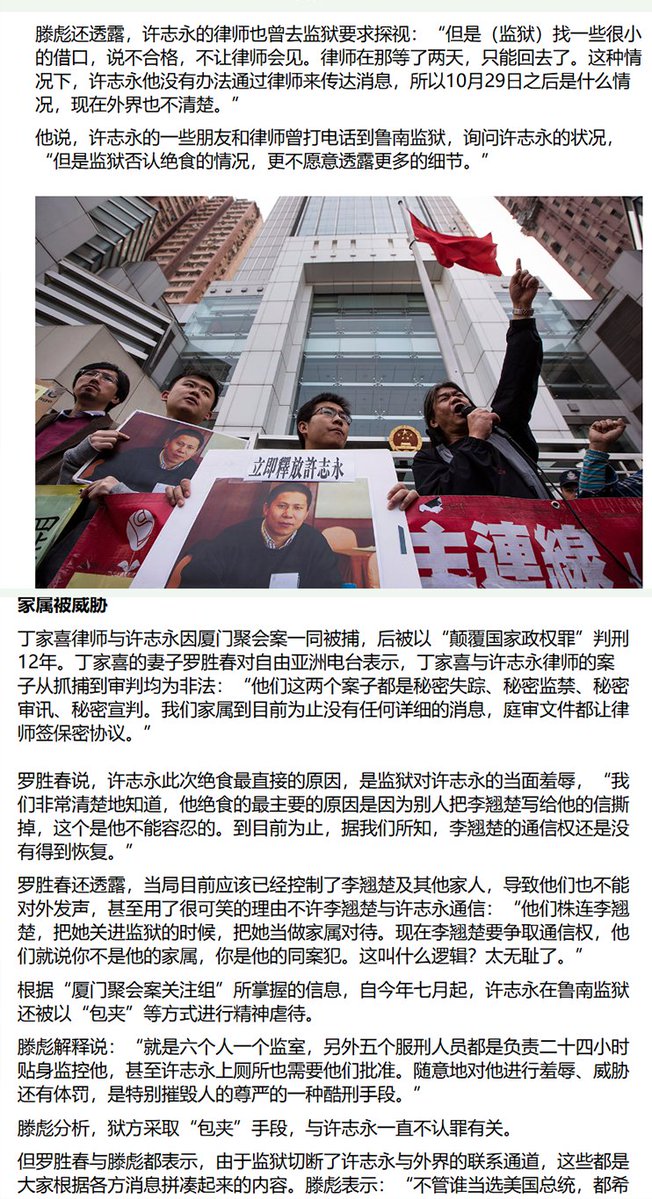 滕彪还透露，许志永的律师也曾去监狱要求探视：“但是（监狱）找一些很小
的借口，说不合格，不让律师会见。律师在那等了两天，只能回去了。这种情
况下，许志永他没有办法通过律师来传达消息，所以10月29日之后是什么情
况，现在外界也不清楚。”
他说，许志永的一些朋友和律师曾打电话到鲁南监狱，询问许志永的状况，
“但是监狱否认绝食的情况，更不愿意透露更多的细节。”
立即釋放許志永
主連線
家属被威胁
丁家喜律师与许志永因厦门聚会案一同被捕，后被以“颠覆国家政权罪”判刑
12年。丁家喜的妻子罗胜春对自由亚洲电台表示，丁家喜与许志永律师的案
子从抓捕到审判均为非法：“他们这两个案子都是秘密失踪、秘密监禁、秘密
审讯、秘密宣判。我们家属到目前为止没有任何详细的消息，庭审文件都让律
师签保密协议。”
罗胜春说，许志永此次绝食最直接的原因，是监狱对许志永的当面羞辱，“我
们非常清楚地知道，他绝食的最主要的原因是因为别人把李翘楚写给他的信撕
掉，这个是他不能容忍的。到目前为止，据我们所知，李翘楚的通信权还是没
有得到恢复。”
罗胜春还透露，当局目前应该已经控制了李翘楚及其他家人，导致他们也不能
对外发声，甚至用了很可笑的理由不许李翘楚与许志永通信：“他们株连李翘
楚，把她关进监狱的时候，把她当做家属对待。现在李翘楚要争取通信权，他
们就说你不是他的家属，你是他的同案犯。这叫什么逻辑？太无耻了。”
根据“厦门聚会案关注组”所掌握的信息，自今年七月起，许志永在鲁南监狱
还被以“包夹”等方式进行精神虐待。
滕彪解释说：“就是六个人一个监室，另外五个服刑人员都是负责二十四小时
贴身监控他，甚至许志永上厕所也需要他们批准。随意地对他进行羞辱、威胁
还有体罚，是特别摧毁人的尊严的一种酷刑手段。”
滕彪分析，狱方采取“包夹”手段，与许志永一直不认罪有关。
但罗胜春与滕彪都表示，由于监狱切断了许志永与外界的联系通道，这些都是
大家根据各方消息拼凑起来的内容。滕彪表示：“不管谁当选美国总统，都希